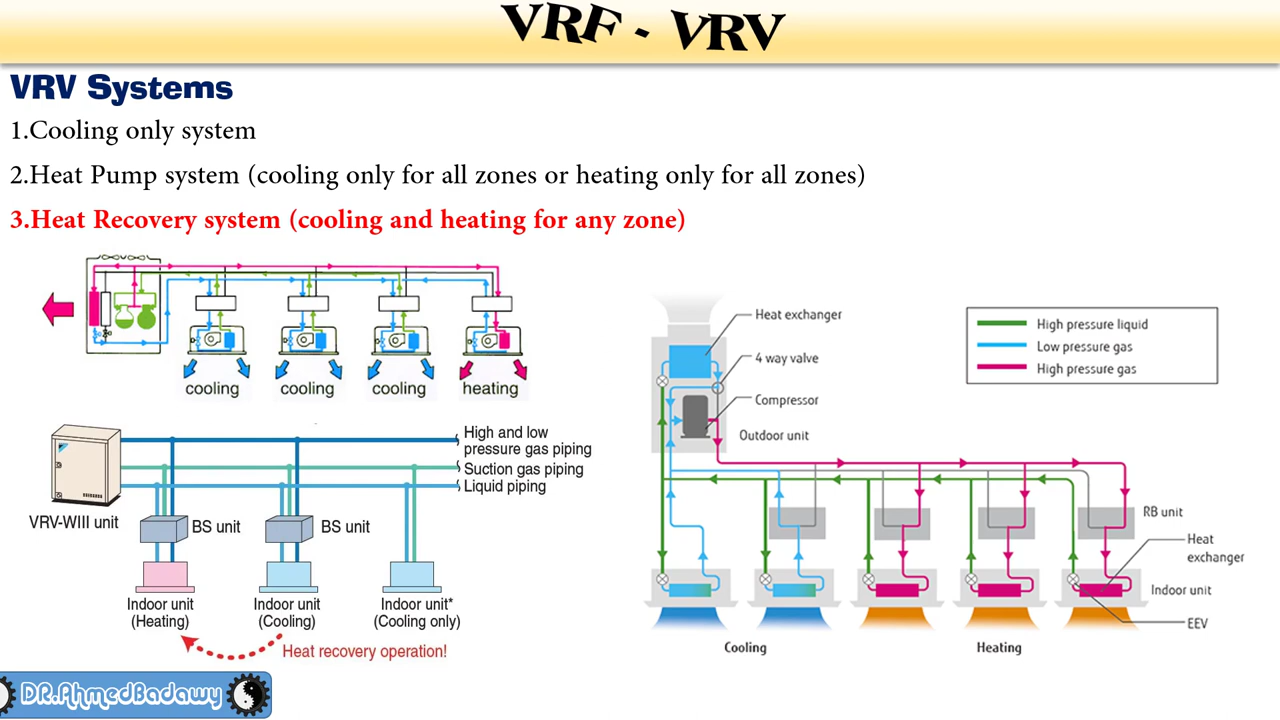 VRF - VRV
VRV Systems
1.Cooling only system
2.Heat Pump system (cooling only for all zones or heating only for all zones)
3.Heat Recovery system (cooling and heating for any zone)
cooling
cooling
cooling
heating
High and low
pressure gas piping
Suction gas piping
Liquid piping
VRV-WIII unit
BS unit
BS unit
Indoor unit
(Heating)
Indoor unit
(Cooling)
Indoor unit*
(Cooling only)
Heat recovery operation!
Heat exchanger
4 way valve
Compressor
Outdoor unit
High pressure liquid
Low pressure gas
High pressure gas
RB unit
Heat
exchanger
Indoor unit
EEV
Cooling
Heating
DR.AhmedBadawy